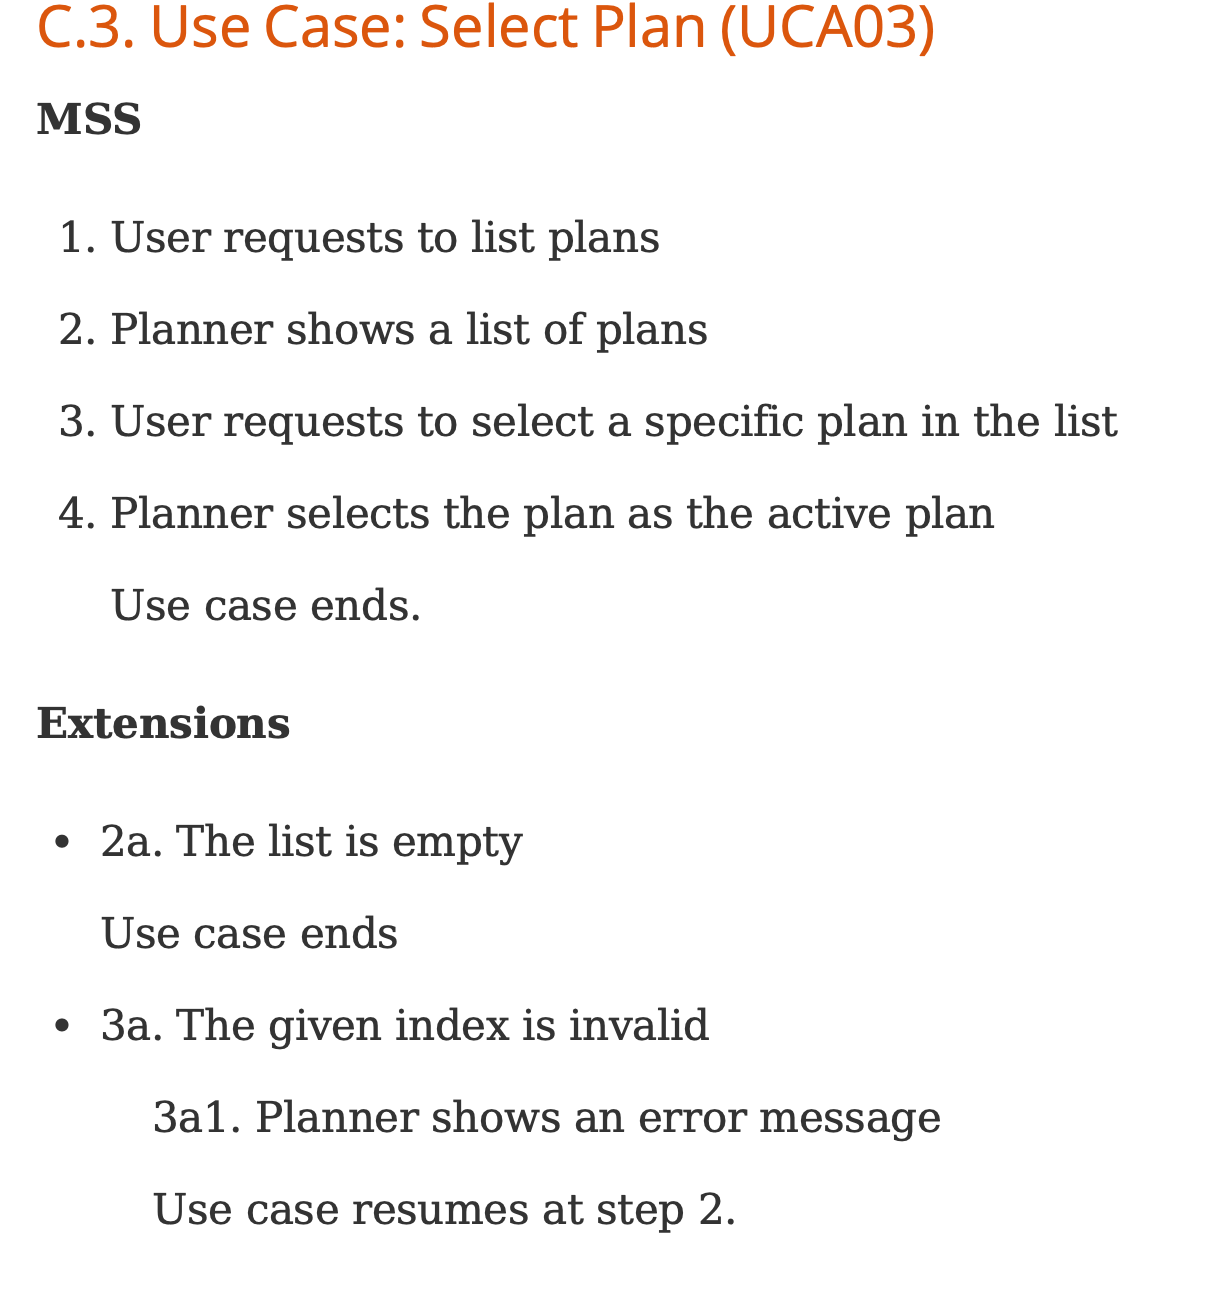 C.3. Use Case: Select Plan (UCA03)
MSS
1. User requests to list plans
2. Planner shows a list of plans
3. User requests to select a specific plan in the list
4. Planner selects the plan as the active plan
Use case ends.
Extensions
• 2a. The list is empty
Use case ends
• 3a. The given index is invalid
3a1. Planner shows an error message
Use case resumes at step 2.